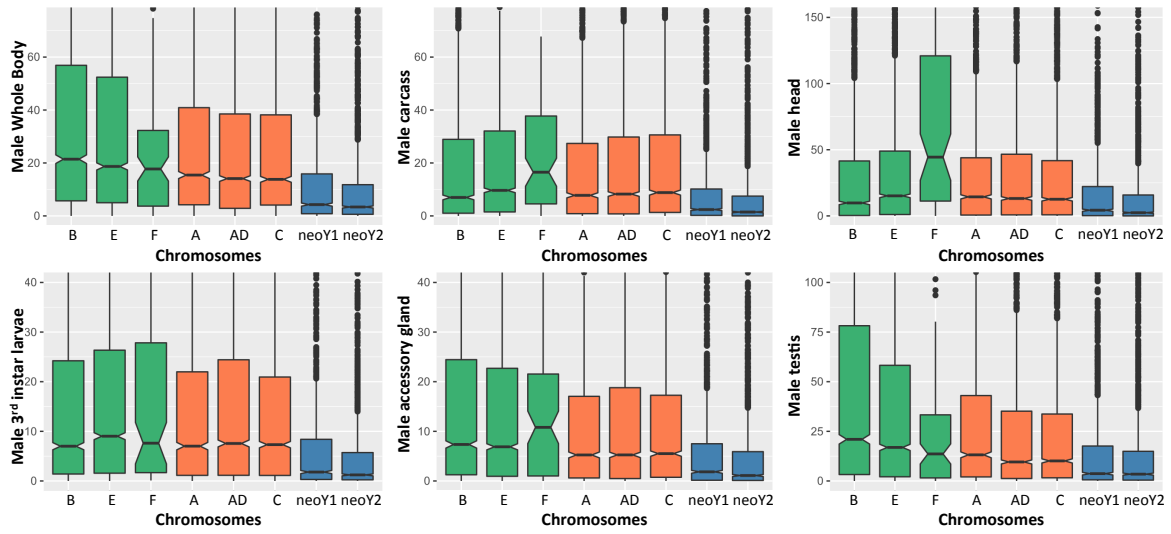 Male Whole Body
60
40
20
0
B E F A AD C neoY1 neoY2
Chromosomes
Male carcass
60
40
20
0
B E F A AD C neoY1 neoY2
Chromosomes
Male head
150
100
50
0
B E F A AD C neoY1 neoY2
Chromosomes
Male 3rd instar larvae
40
30
20
10
0
B E F A AD C neoY1 neoY2
Chromosomes
Male accessory gland
40
30
20
10
0
B E F A AD C neoY1 neoY2
Chromosomes
Male testis
100
75
50
25
0
B E F A AD C neoY1 neoY2
Chromosomes